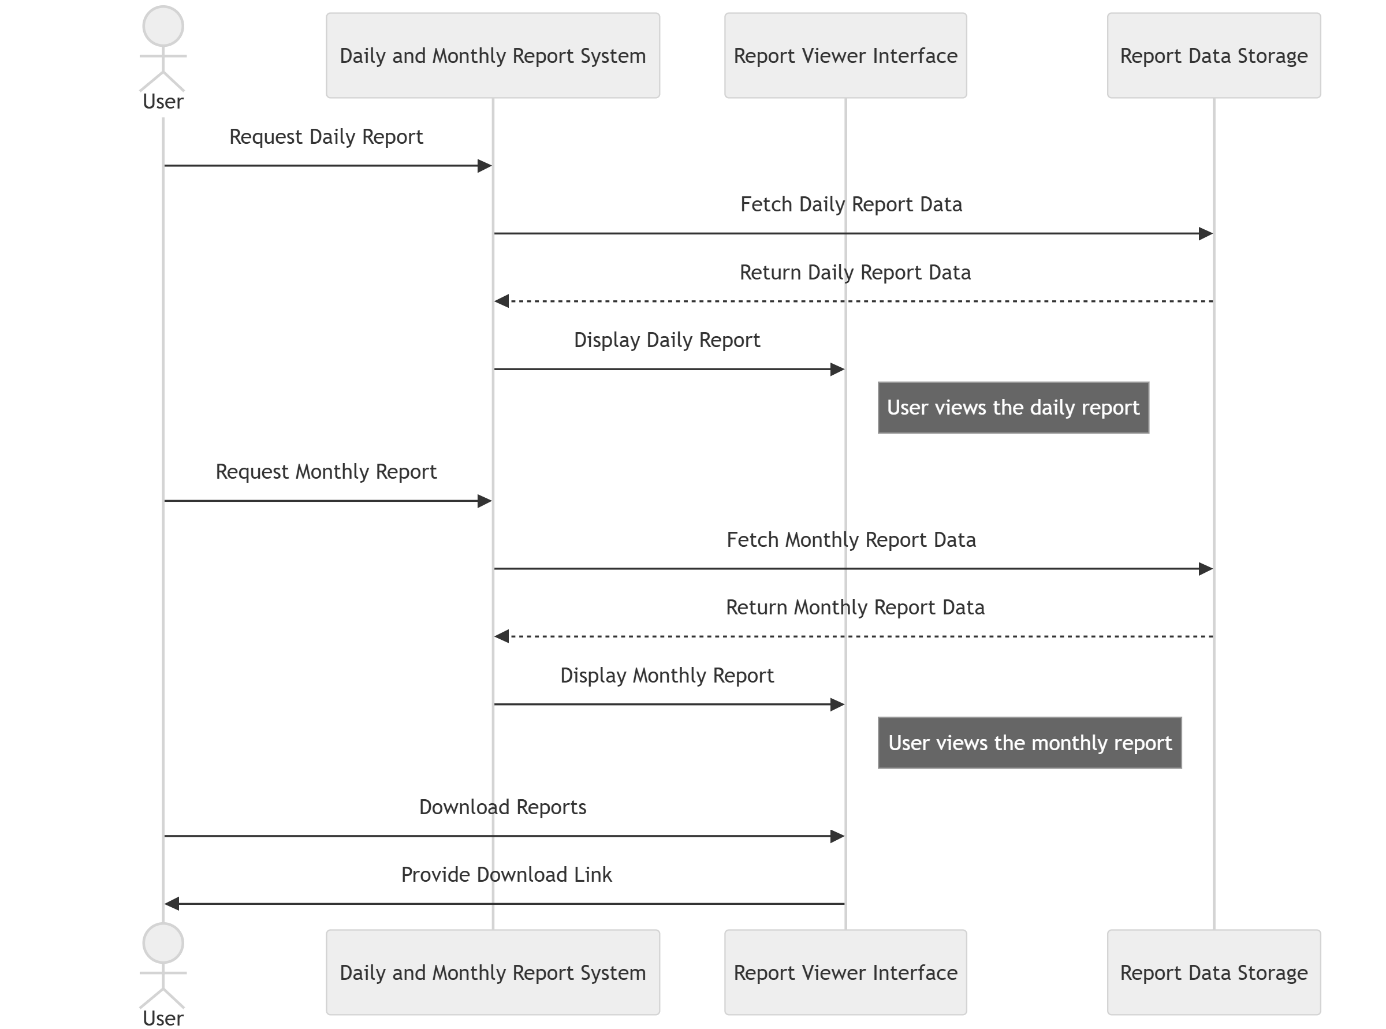 Daily and Monthly Report System
Report Viewer Interface
Report Data Storage
User
Request Daily Report
Fetch Daily Report Data
Return Daily Report Data
Display Daily Report
User views the daily report
Request Monthly Report
Fetch Monthly Report Data
Return Monthly Report Data
Display Monthly Report
User views the monthly report
Download Reports
Provide Download Link
Daily and Monthly Report System
Report Viewer Interface
Report Data Storage
User